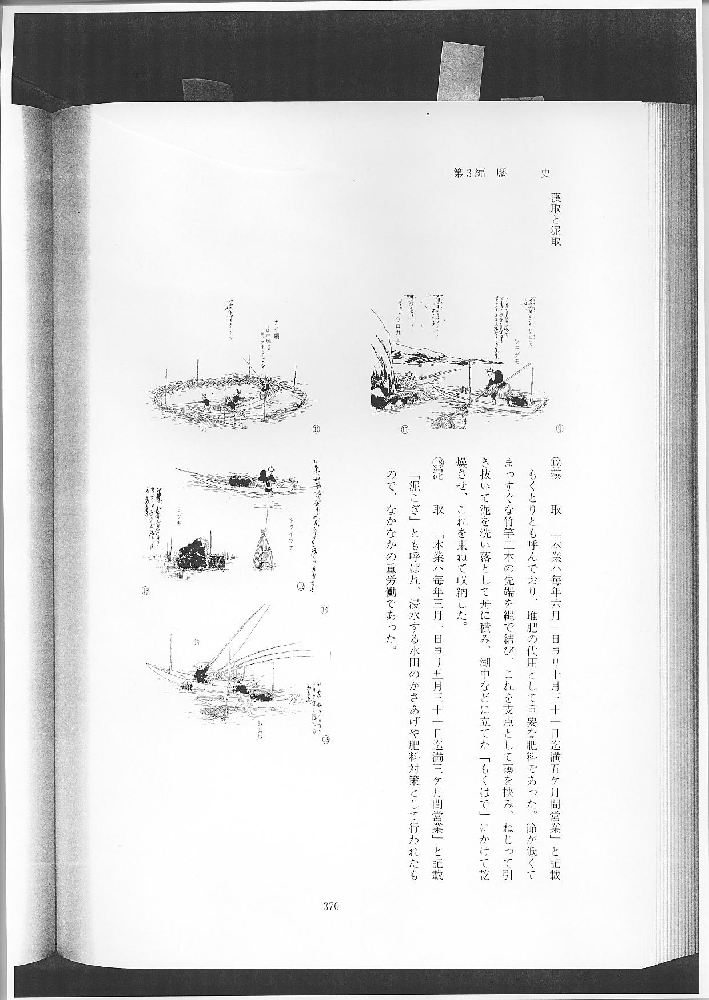 第3編 歴 史
藻取と泥取
⑰藻 取 「本業ハ毎年六月一日ヨリ十月三十一日迄満五ケ月間営業」と記載
もくとりとも呼んでおり、堆肥の代用として重要な肥料であった。節が低くて
まっすぐな竹竿二本の先端を縄で結び、これを支点として藻を挟み、ねじって引
き抜いて泥を洗い落として舟に積み、湖中などに立てた「もくはで」にかけて乾
燥させ、これを束ねて収納した。
⑱泥 取 「本業ハ毎年三月一日ヨリ五月三十一日迄満三ケ月間営業」と記載
「泥こぎ」とも呼ばれ、浸水する水田のかさあげや肥料対策として行われたも
ので、なかなかの重労働であった。
ツキダモ
⑨
ウロガエ
⑩
カイ網
⑪
タクイツケ
⑫
ミヅキ
⑬
⑭
釣
蜆貝取
⑮
370